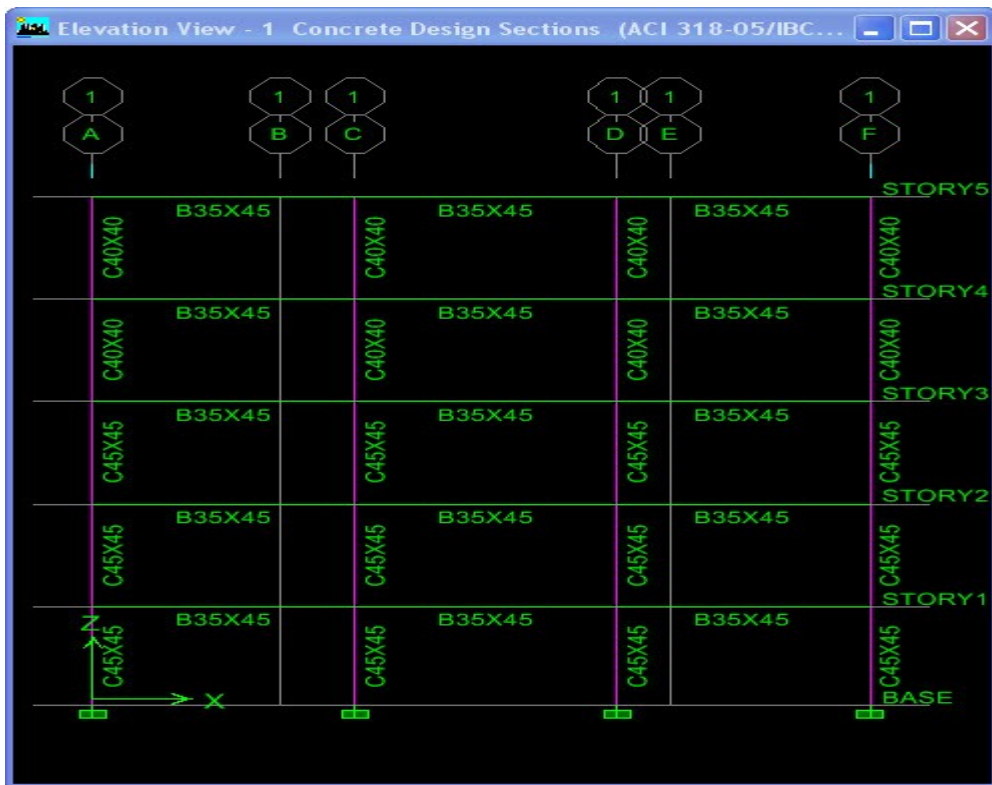 Elevation View - 1 Concrete Design Sections (ACI 318-05/IBC...
1 1 1 1 1 1
A B C D E F
STORY5
B35X45 B35X45 B35X45
C40X40 C40X40 C40X40 C40X40
STORY4
B35X45 B35X45 B35X45
C40X40 C40X40 C40X40 C40X40
STORY3
B35X45 B35X45 B35X45
C45X45 C45X45 C45X45 C45X45
STORY2
B35X45 B35X45 B35X45
C45X45 C45X45 C45X45 C45X45
STORY1
B35X45 B35X45 B35X45
Z
C45X45 C45X45 C45X45 C45X45
X
BASE